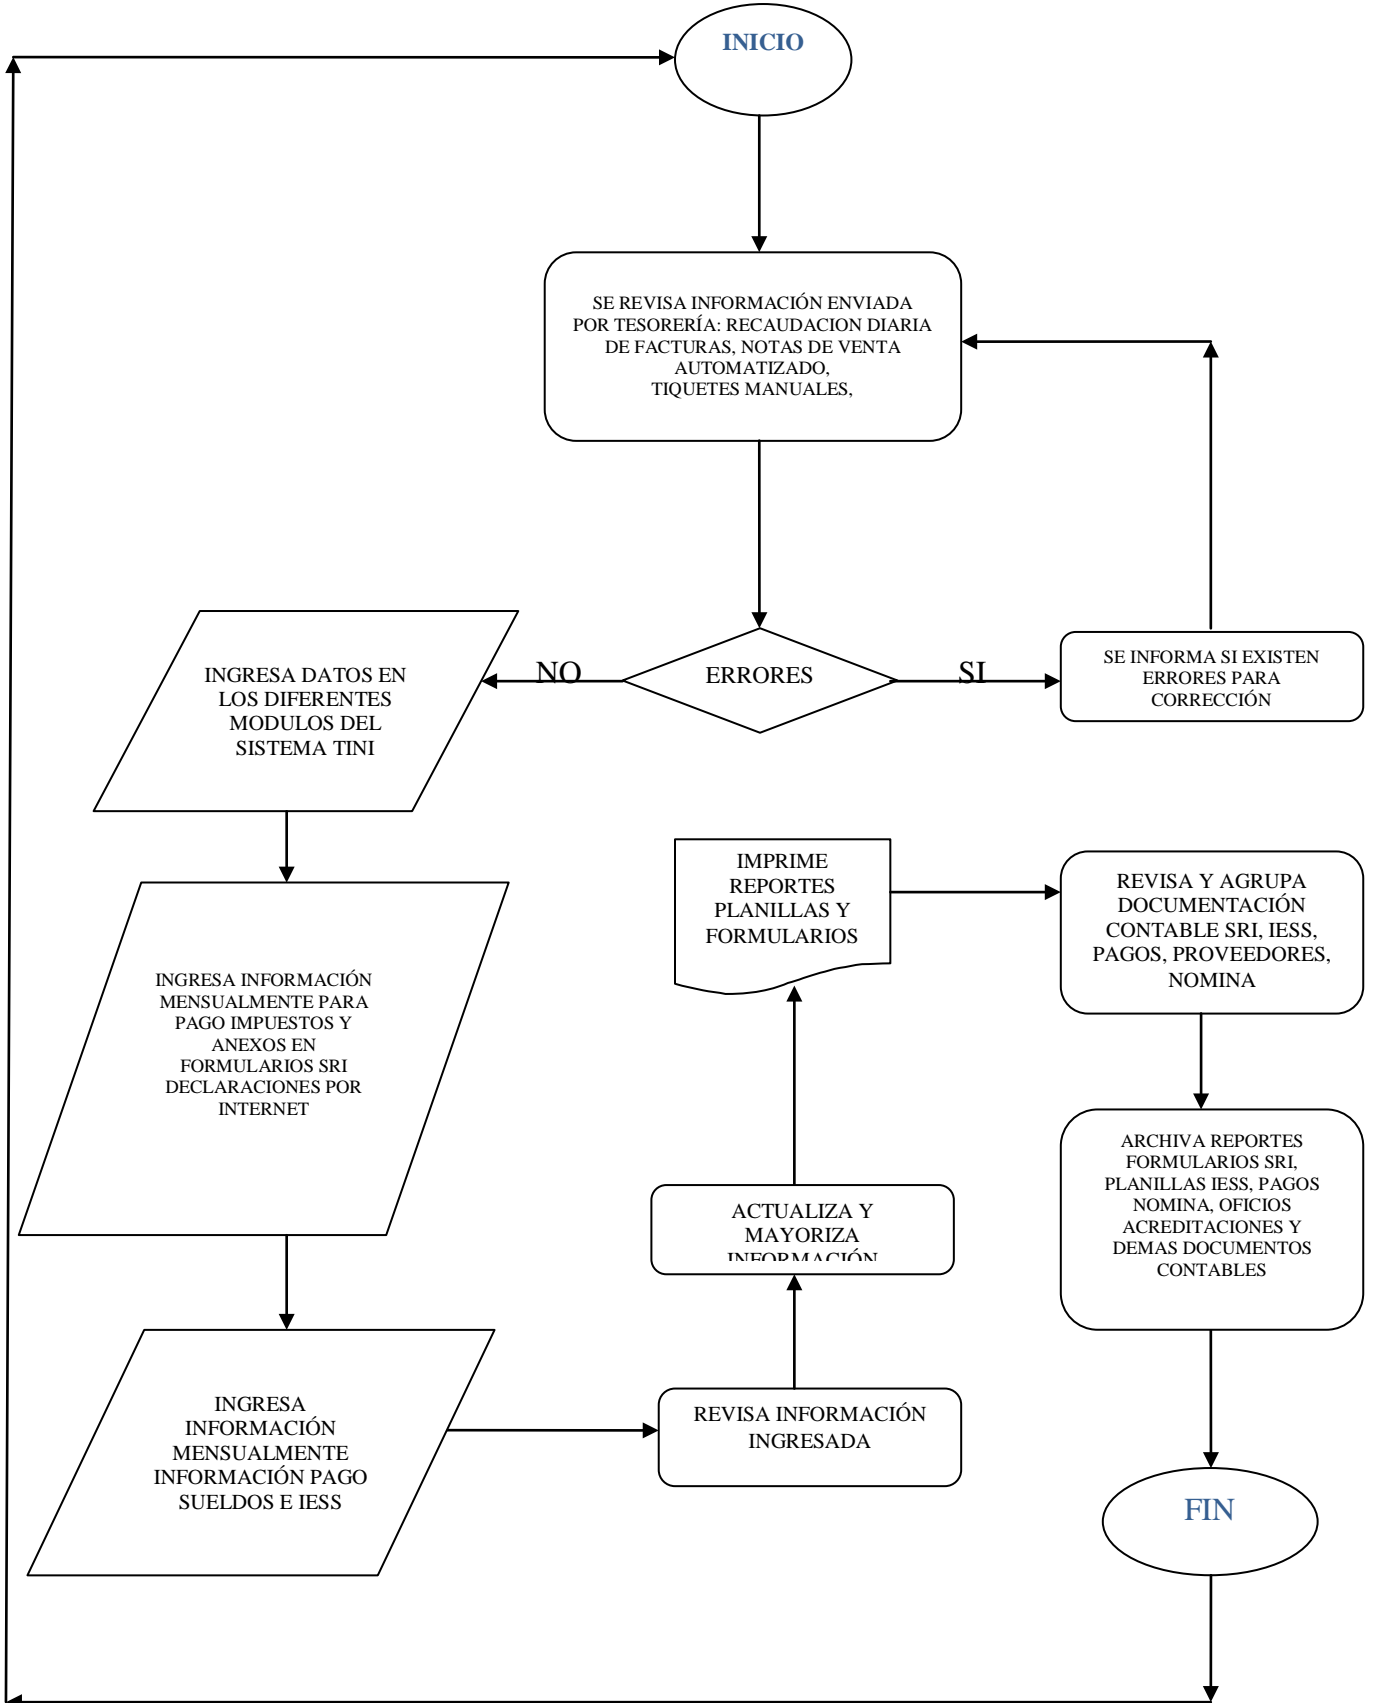 INICIO
SE REVISA INFORMACIÓN ENVIADA
POR TESORERÍA: RECAUDACION DIARIA
DE FACTURAS, NOTAS DE VENTA
AUTOMATIZADO,
TIQUETES MANUALES,
ERRORES
NO
SI
SE INFORMA SI EXISTEN
ERRORES PARA
CORRECCIÓN
INGRESA DATOS EN
LOS DIFERENTES
MODULOS DEL
SISTEMA TINI
INGRESA INFORMACIÓN
MENSUALMENTE PARA
PAGO IMPUESTOS Y
ANEXOS EN
FORMULARIOS SRI
DECLARACIONES POR
INTERNET
INGRESA
INFORMACIÓN
MENSUALMENTE
INFORMACIÓN PAGO
SUELDOS E IESS
REVISA INFORMACIÓN
INGRESADA
ACTUALIZA Y
MAYORIZA
INFORMACIÓN
IMPRIME
REPORTES
PLANILLAS Y
FORMULARIOS
REVISA Y AGRUPA
DOCUMENTACIÓN
CONTABLE SRI, IESS,
PAGOS, PROVEEDORES,
NOMINA
ARCHIVA REPORTES
FORMULARIOS SRI,
PLANILLAS IESS, PAGOS
NOMINA, OFICIOS
ACREDITACIONES Y
DEMAS DOCUMENTOS
CONTABLES
FIN